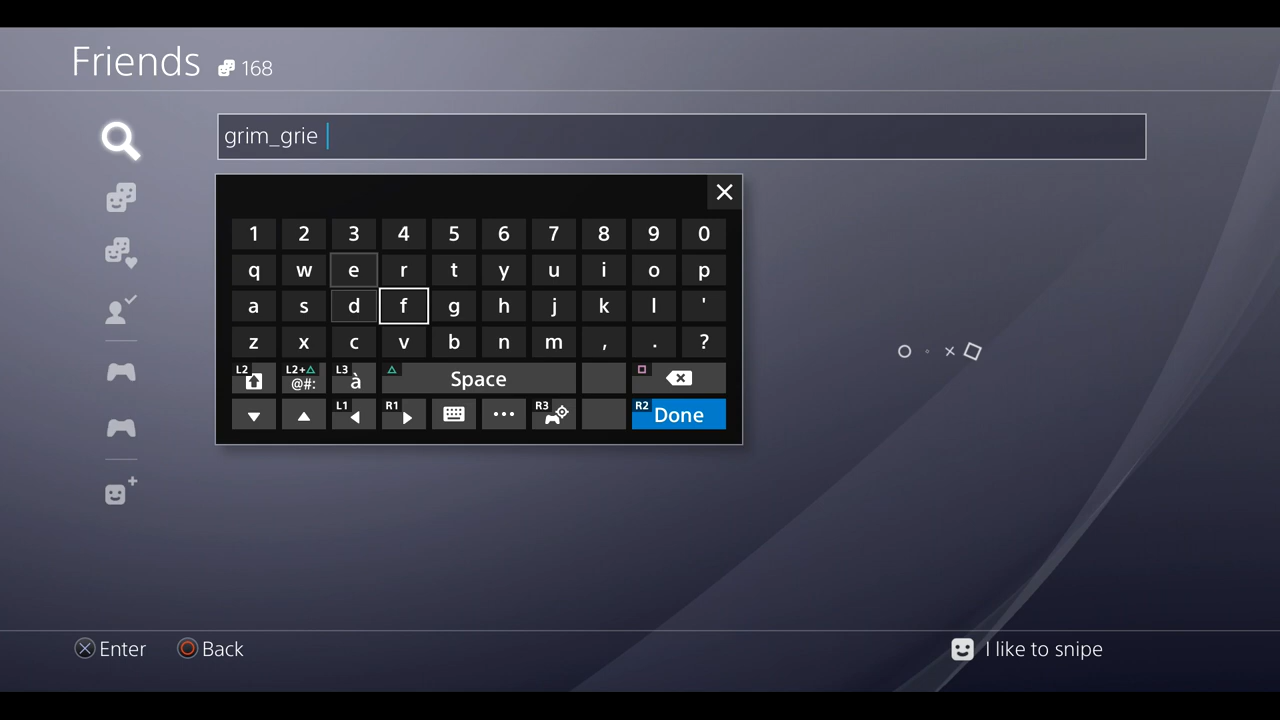 Friends 168
grim_grie
1 2 3 4 5 6 7 8 9 0
q w e r t y u i o p
a s d f g h j k l '
z x c v b n m , . ?
L2 L2+△ @#: L3 à △ Space
L1 R1 ... R3 R2 Done
Enter Back I like to snipe